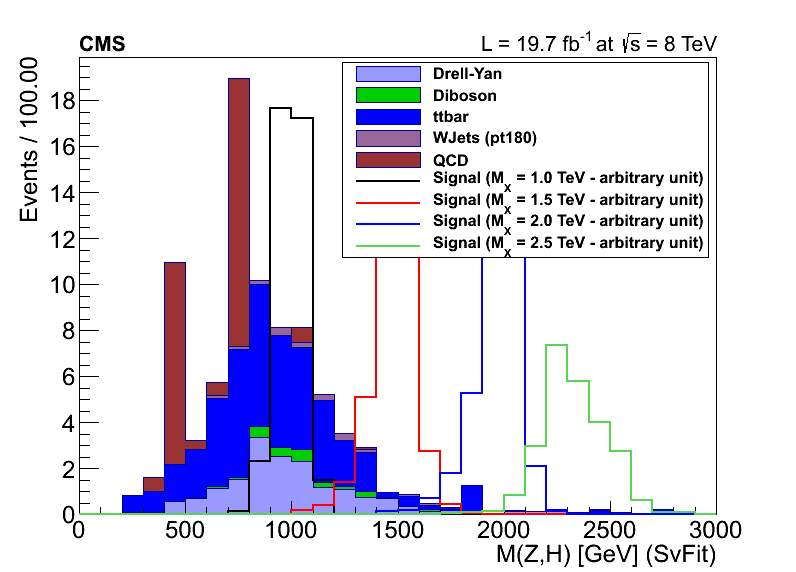 CMS
L = 19.7 fb⁻¹ at √s = 8 TeV
Events / 100.00
18
16
14
12
10
8
6
4
2
0
Drell-Yan
Diboson
ttbar
WJets (pt180)
QCD
Signal (Mₓ = 1.0 TeV - arbitrary unit)
Signal (Mₓ = 1.5 TeV - arbitrary unit)
Signal (Mₓ = 2.0 TeV - arbitrary unit)
Signal (Mₓ = 2.5 TeV - arbitrary unit)
0 500 1000 1500 2000 2500 3000
M(Z,H) [GeV] (SvFit)